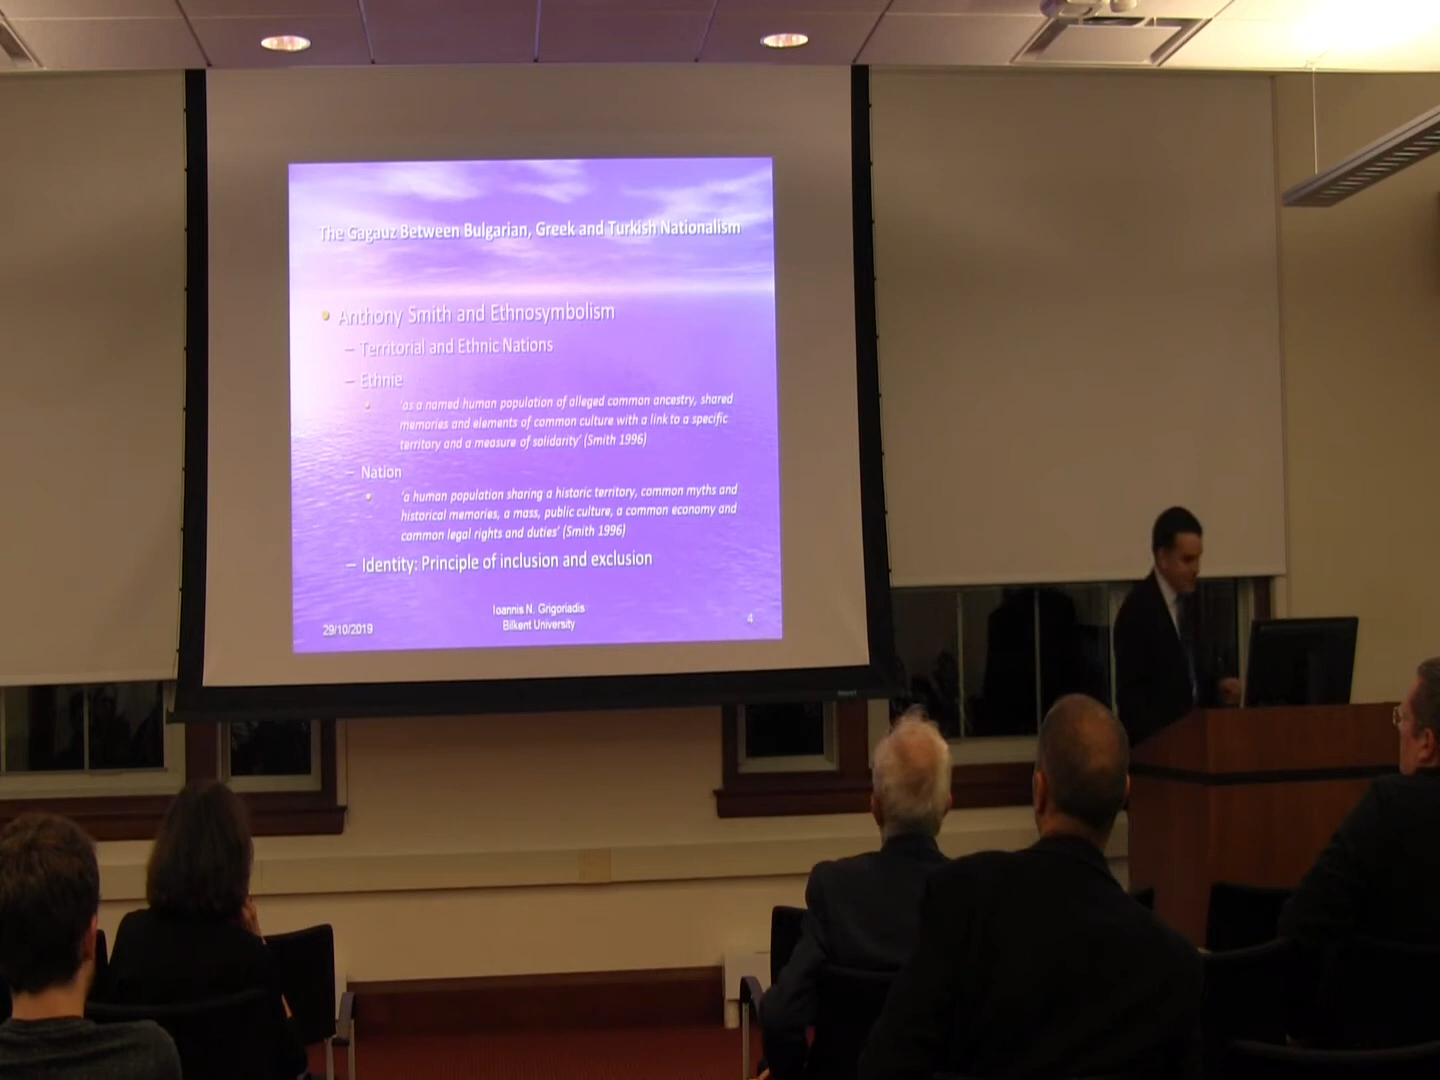 The Gagauz Between Bulgarian, Greek and Turkish Nationalism
• Anthony Smith and Ethnosymbolism
– Territorial and Ethnic Nations
– Ethnie
• 'as a named human population of alleged common ancestry, shared
memories and elements of common culture with a link to a specific
territory and a measure of solidarity' (Smith 1996)
– Nation
• 'a human population sharing a historic territory, common myths and
historical memories, a mass, public culture, a common economy and
common legal rights and duties' (Smith 1996)
– Identity: Principle of inclusion and exclusion
29/10/2019
Ioannis N. Grigoriadis
Bilkent University
4